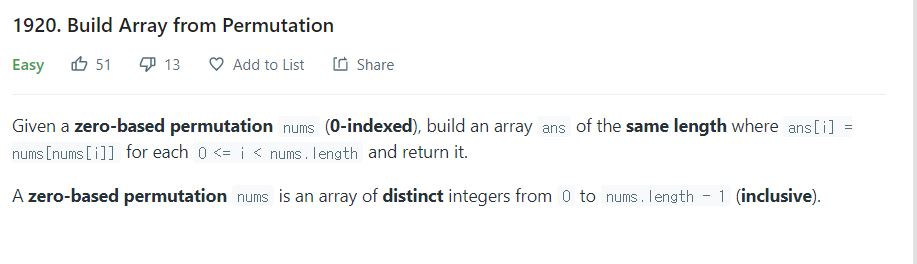 1920. Build Array from Permutation
Easy 51 13 Add to List Share
Given a zero-based permutation nums (0-indexed), build an array ans of the same length where ans[i] =
nums[nums[i]] for each 0 <= i < nums.length and return it.
A zero-based permutation nums is an array of distinct integers from 0 to nums.length - 1 (inclusive).